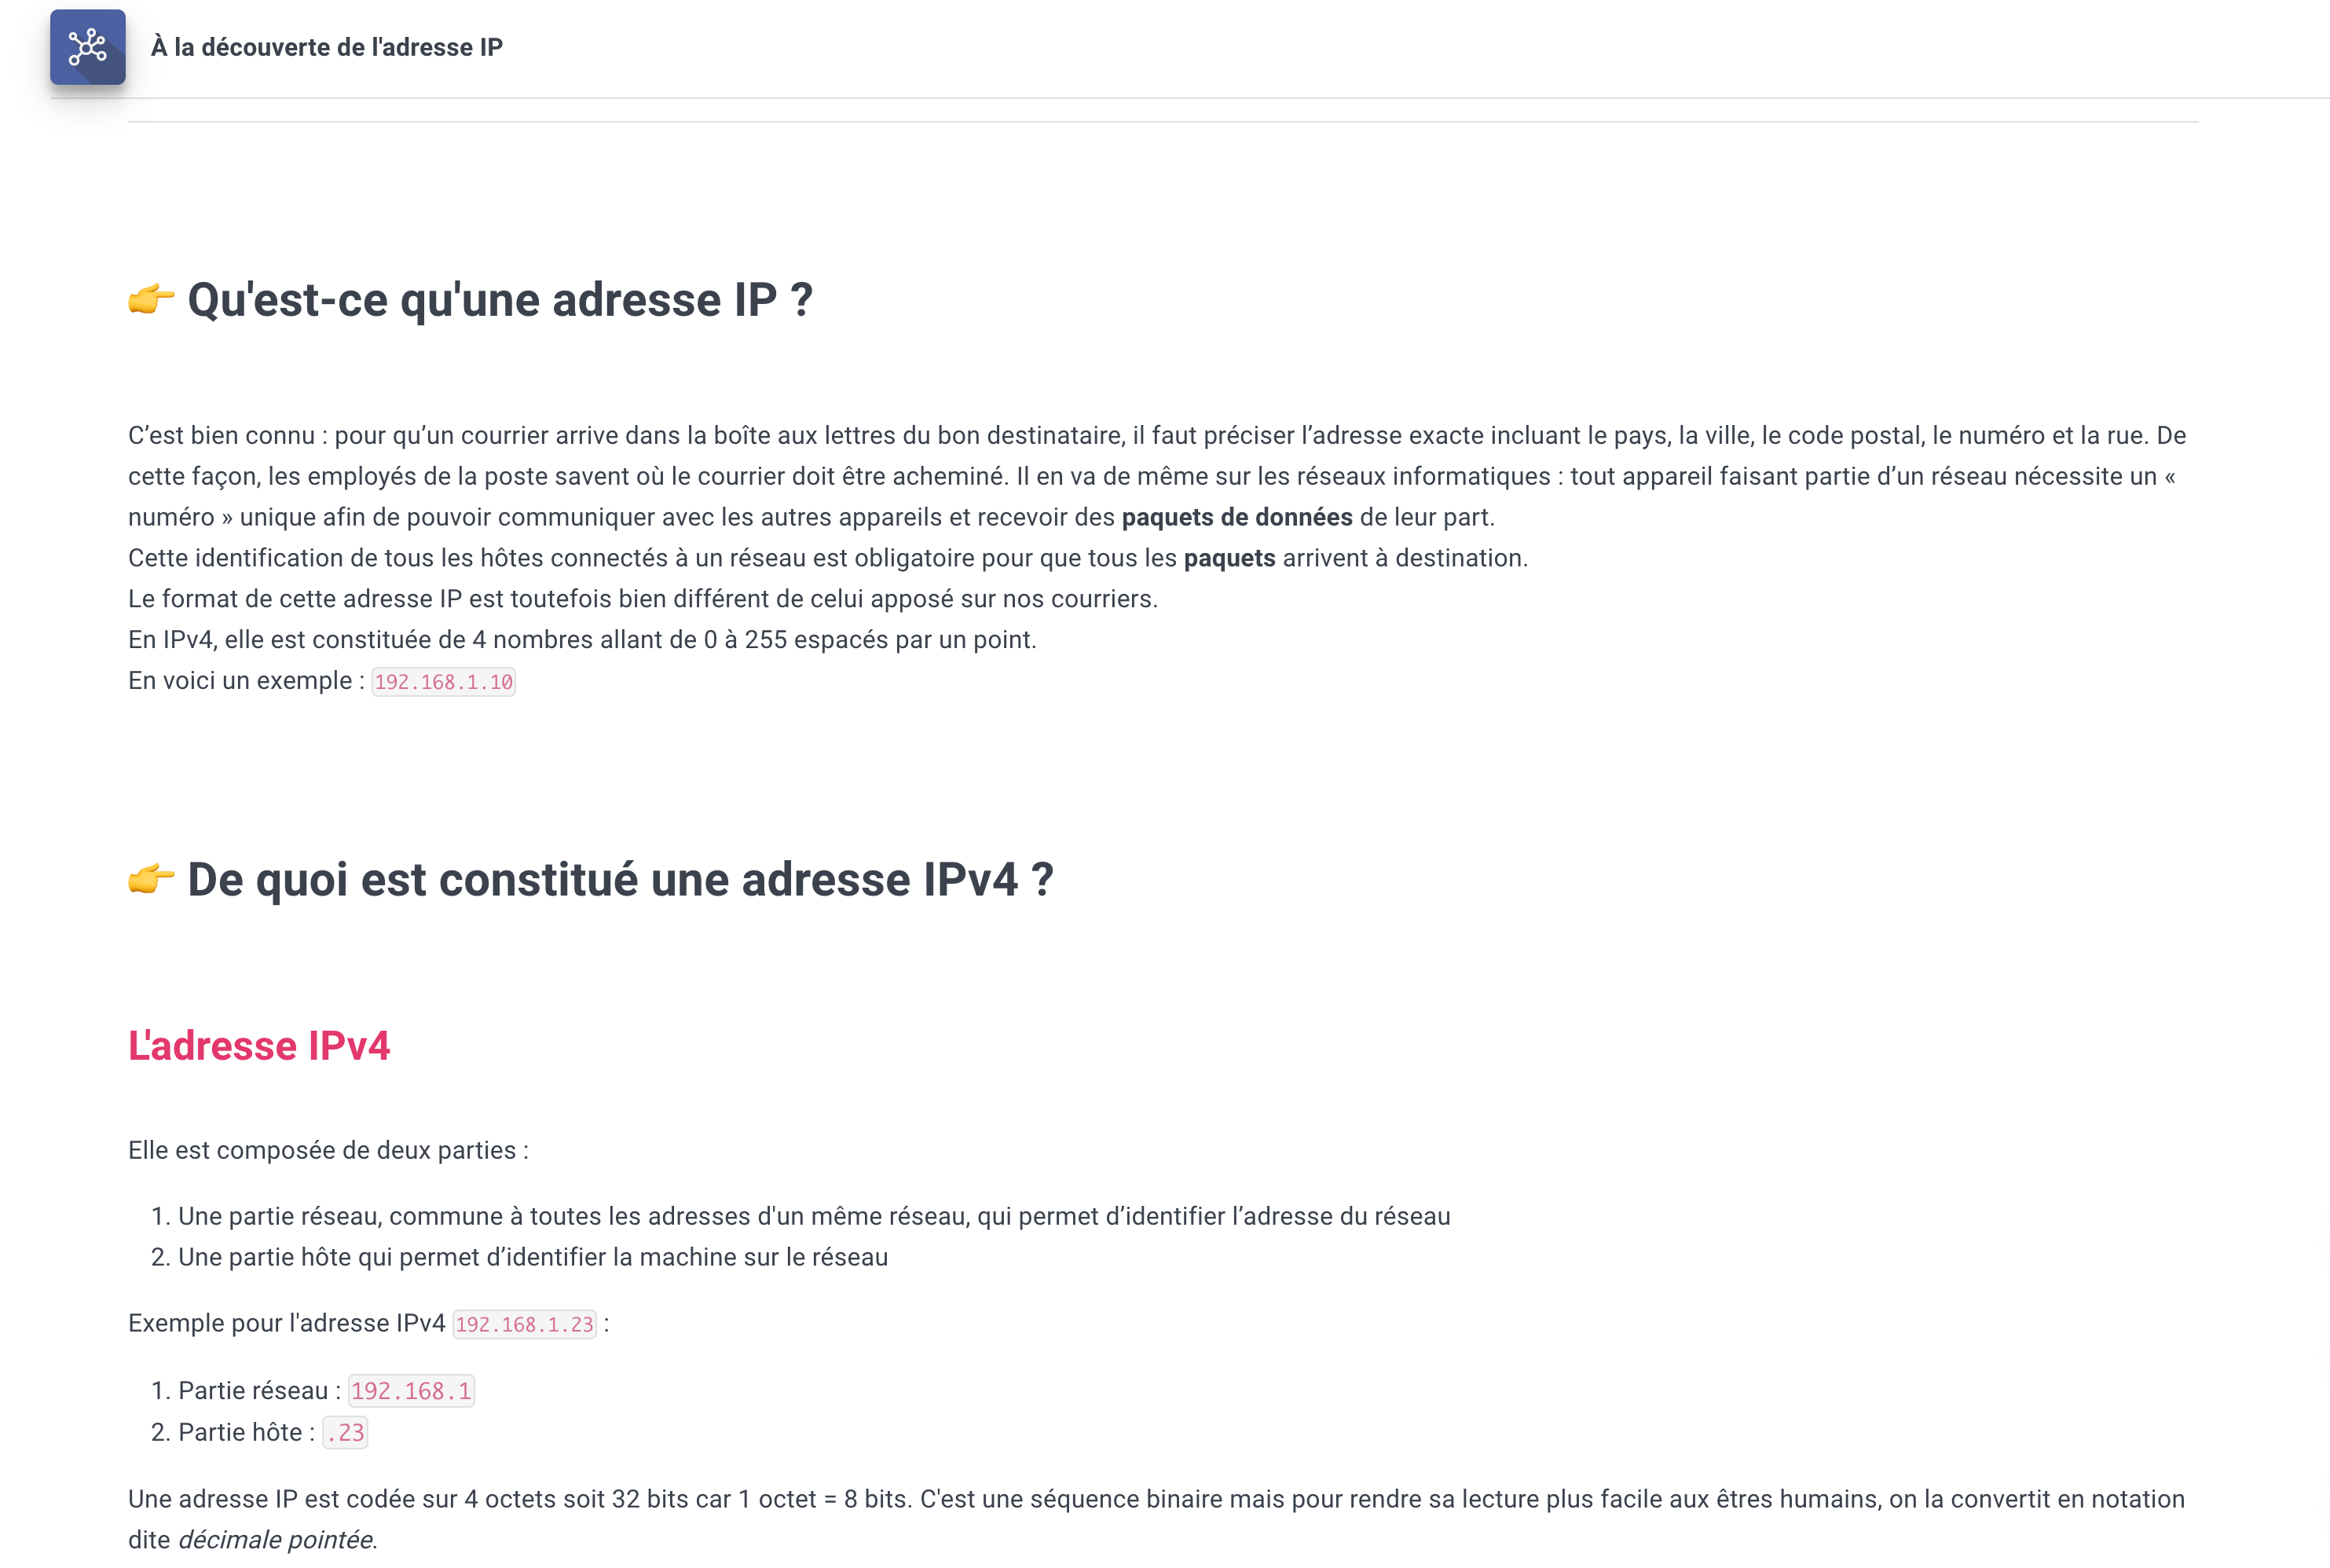 À la découverte de l'adresse IP
👉 Qu'est-ce qu'une adresse IP ?
C’est bien connu : pour qu’un courrier arrive dans la boîte aux lettres du bon destinataire, il faut préciser l’adresse exacte incluant le pays, la ville, le code postal, le numéro et la rue. De
cette façon, les employés de la poste savent où le courrier doit être acheminé. Il en va de même sur les réseaux informatiques : tout appareil faisant partie d’un réseau nécessite un «
numéro » unique afin de pouvoir communiquer avec les autres appareils et recevoir des paquets de données de leur part.
Cette identification de tous les hôtes connectés à un réseau est obligatoire pour que tous les paquets arrivent à destination.
Le format de cette adresse IP est toutefois bien différent de celui apposé sur nos courriers.
En IPv4, elle est constituée de 4 nombres allant de 0 à 255 espacés par un point.
En voici un exemple : 192.168.1.10
👉 De quoi est constitué une adresse IPv4 ?
L'adresse IPv4
Elle est composée de deux parties :
1. Une partie réseau, commune à toutes les adresses d'un même réseau, qui permet d’identifier l’adresse du réseau
2. Une partie hôte qui permet d’identifier la machine sur le réseau
Exemple pour l'adresse IPv4 192.168.1.23 :
1. Partie réseau : 192.168.1
2. Partie hôte : .23
Une adresse IP est codée sur 4 octets soit 32 bits car 1 octet = 8 bits. C'est une séquence binaire mais pour rendre sa lecture plus facile aux êtres humains, on la convertit en notation
dite décimale pointée.